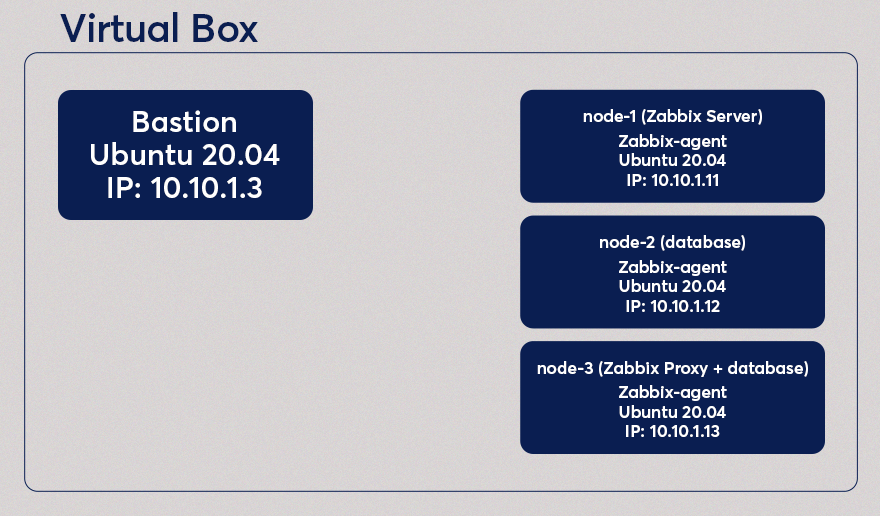 Virtual Box
Bastion
Ubuntu 20.04
IP: 10.10.1.3
node-1 (Zabbix Server)
Zabbix-agent
Ubuntu 20.04
IP: 10.10.1.11
node-2 (database)
Zabbix-agent
Ubuntu 20.04
IP: 10.10.1.12
node-3 (Zabbix Proxy + database)
Zabbix-agent
Ubuntu 20.04
IP: 10.10.1.13